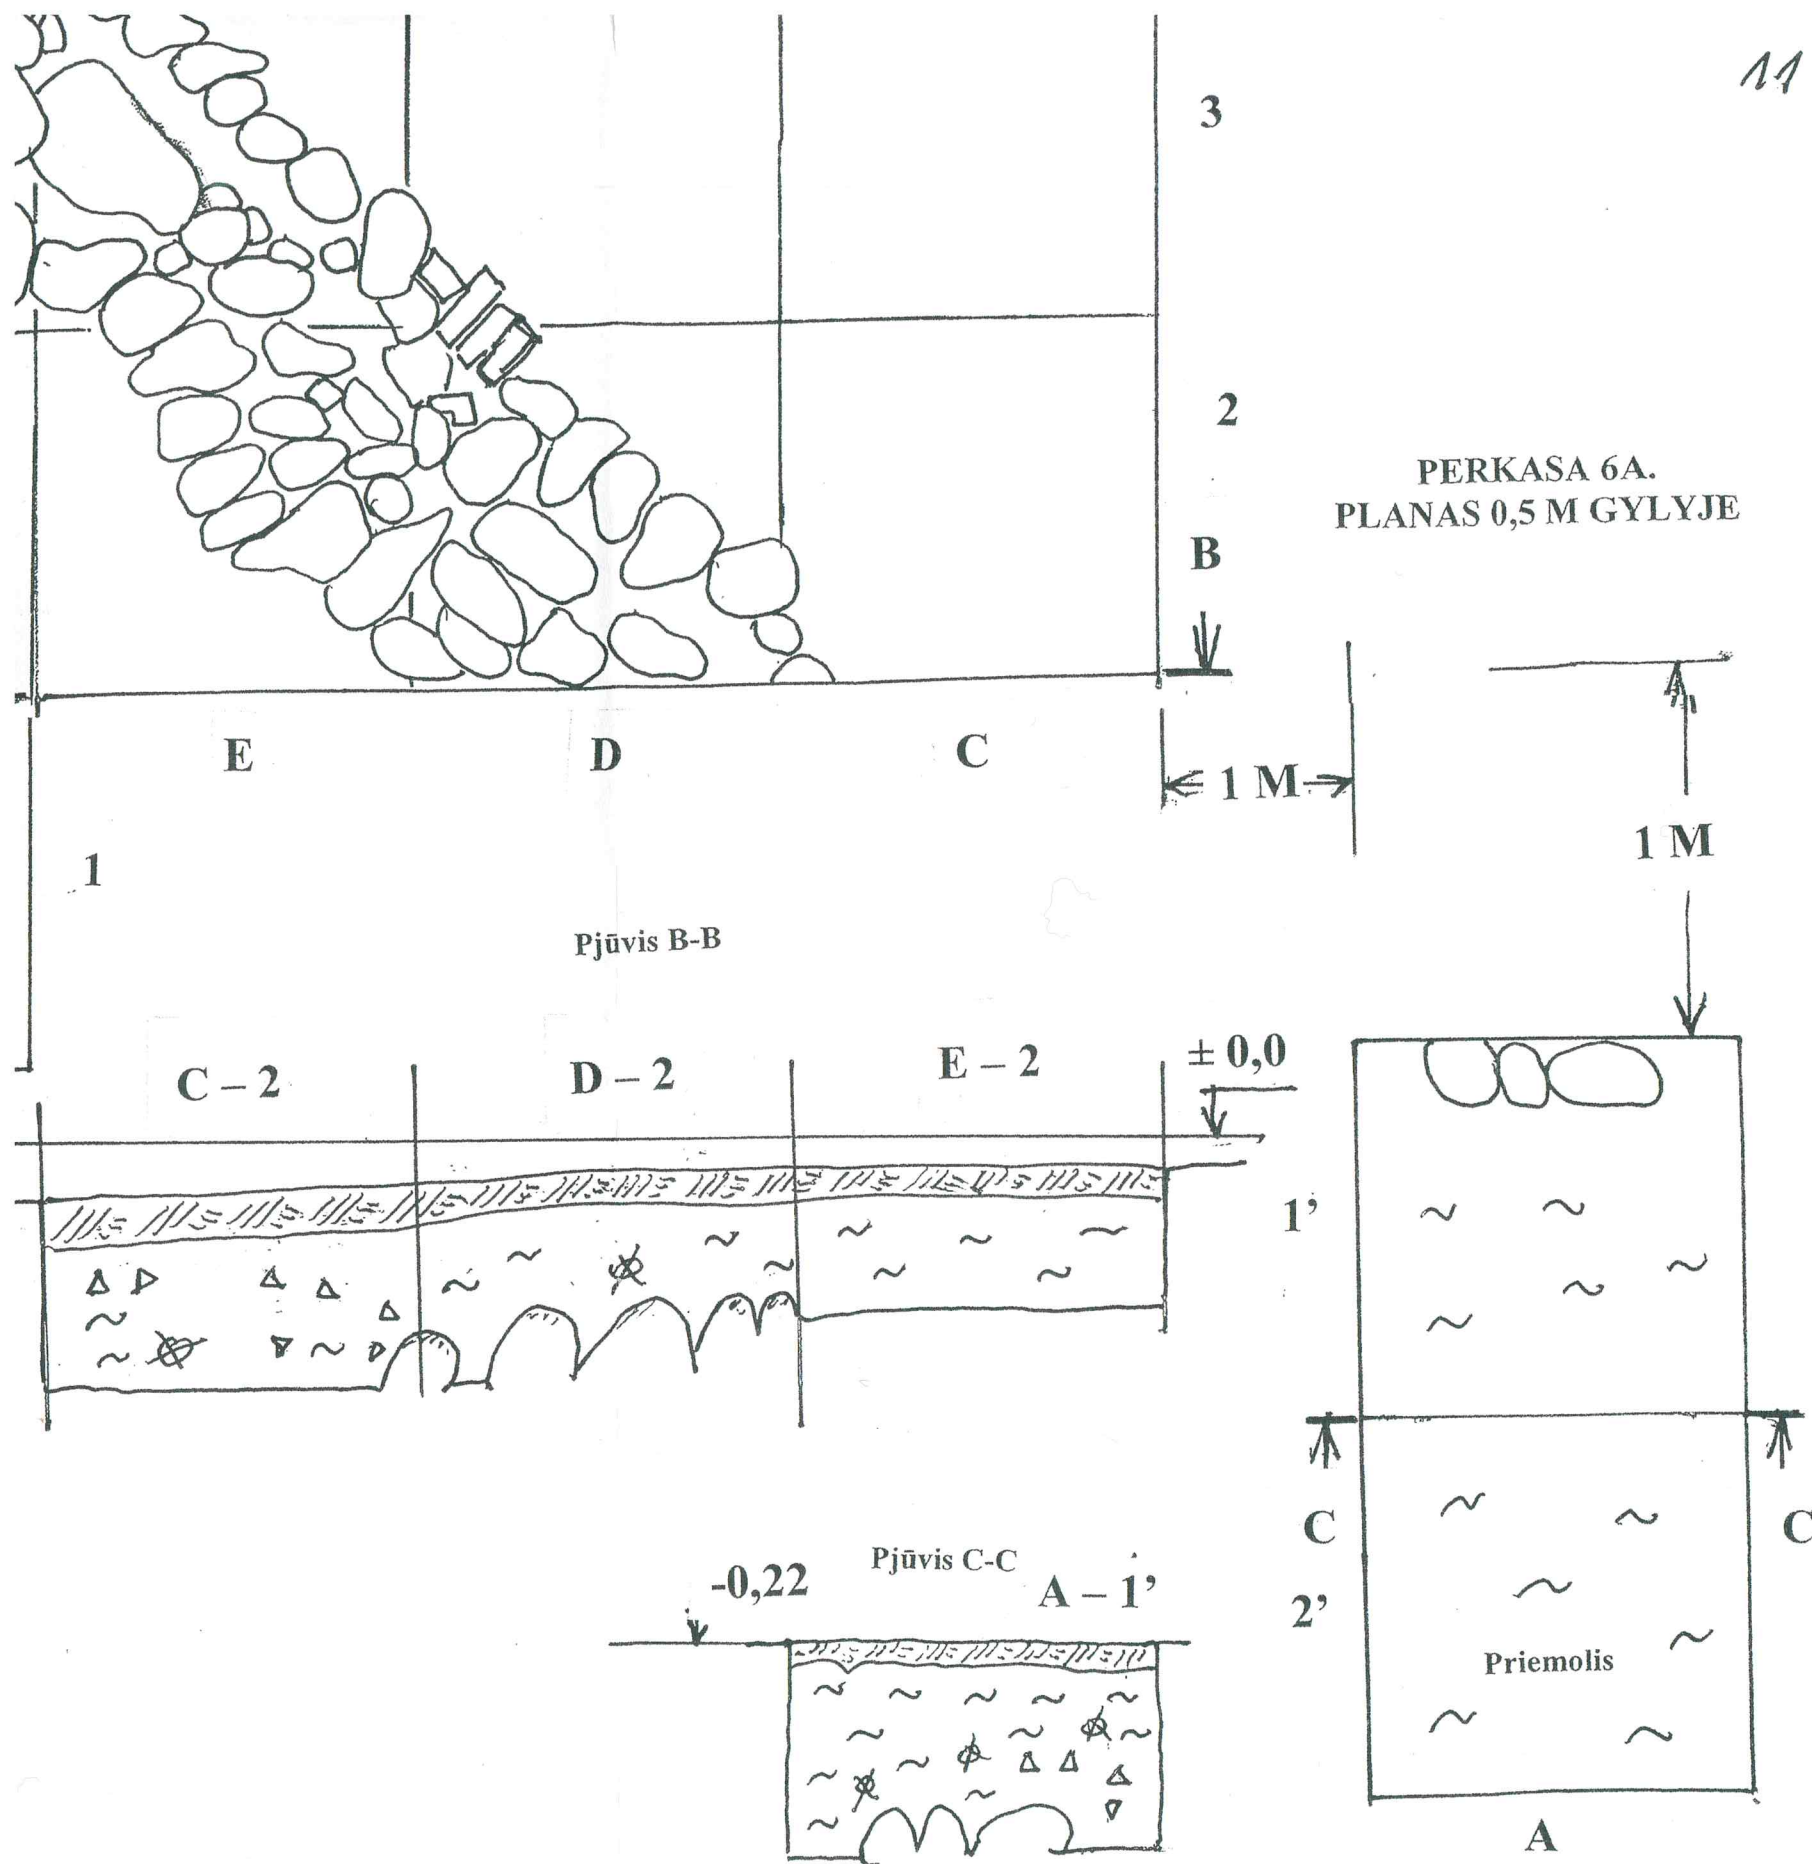 11
3
2
PERKASA 6A.
PLANAS 0,5 M GYLYJE
B
E D C
1 M
1 M
1
Pjūvis B-B
C – 2 D – 2 E – 2 ± 0,0
1’
C C
Pjūvis C-C
-0,22 A – 1’
2’
Priemolis
A